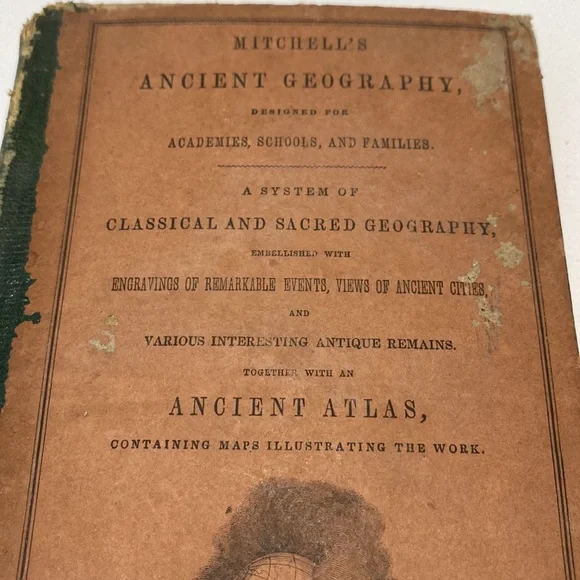 MITCHELL'S
ANCIENT GEOGRAPHY,
DESIGNED FOR
ACADEMIES, SCHOOLS, AND FAMILIES.
A SYSTEM OF
CLASSICAL AND SACRED GEOGRAPHY,
EMBELLISHED WITH
ENGRAVINGS OF REMARKABLE EVENTS, VIEWS OF ANCIENT CITIES,
AND
VARIOUS INTERESTING ANTIQUE REMAINS.
TOGETHER WITH AN
ANCIENT ATLAS,
CONTAINING MAPS ILLUSTRATING THE WORK.